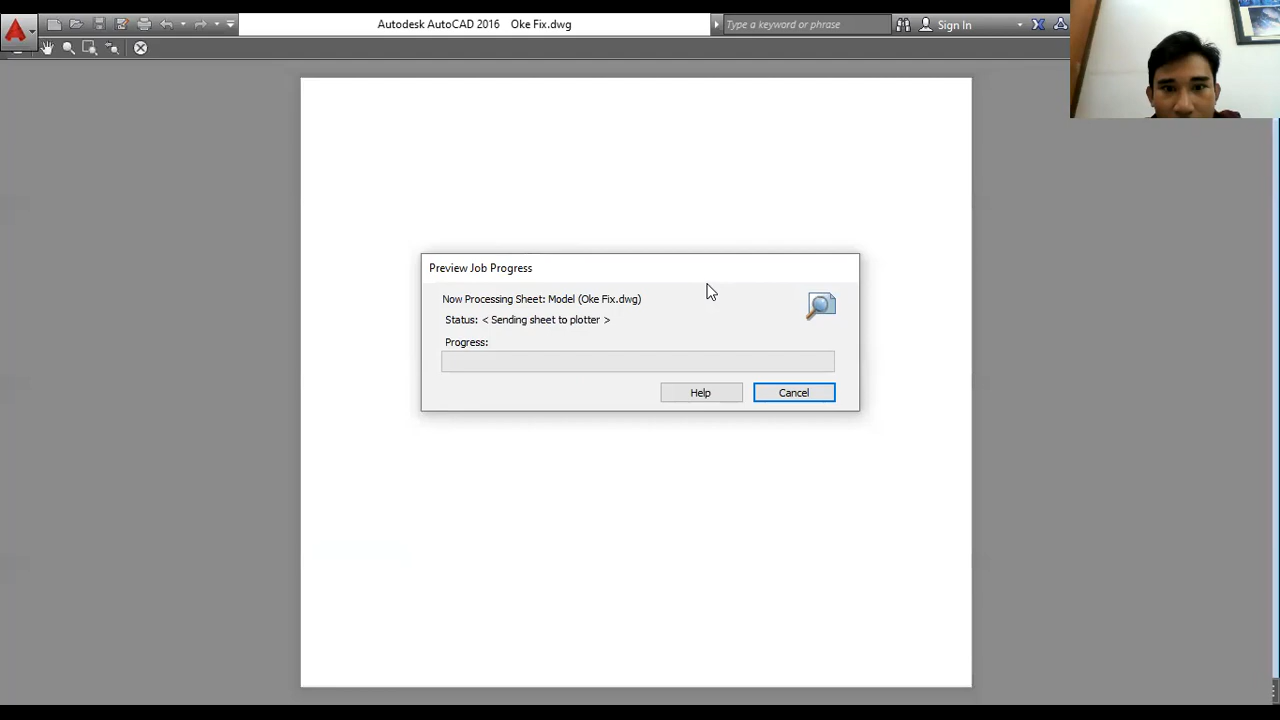 Autodesk AutoCAD 2016 Oke Fix.dwg
Type a keyword or phrase
Sign In
Preview Job Progress
Now Processing Sheet: Model (Oke Fix.dwg)
Status: < Sending sheet to plotter >
Progress:
Help
Cancel